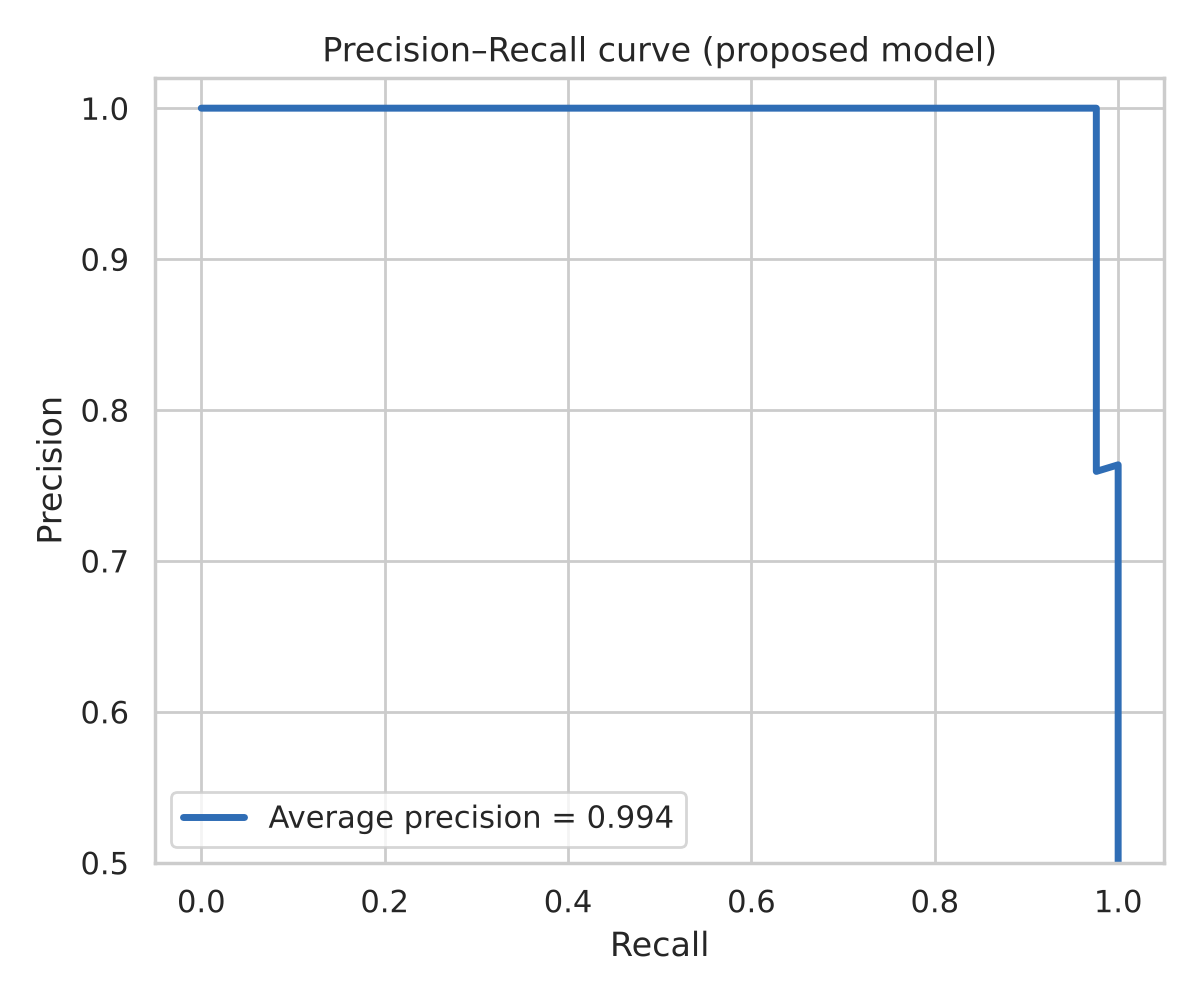 Precision–Recall curve (proposed model)
1.0
0.9
0.8
0.7
0.6
0.5
Precision
Average precision = 0.994
0.0 0.2 0.4 0.6 0.8 1.0
Recall